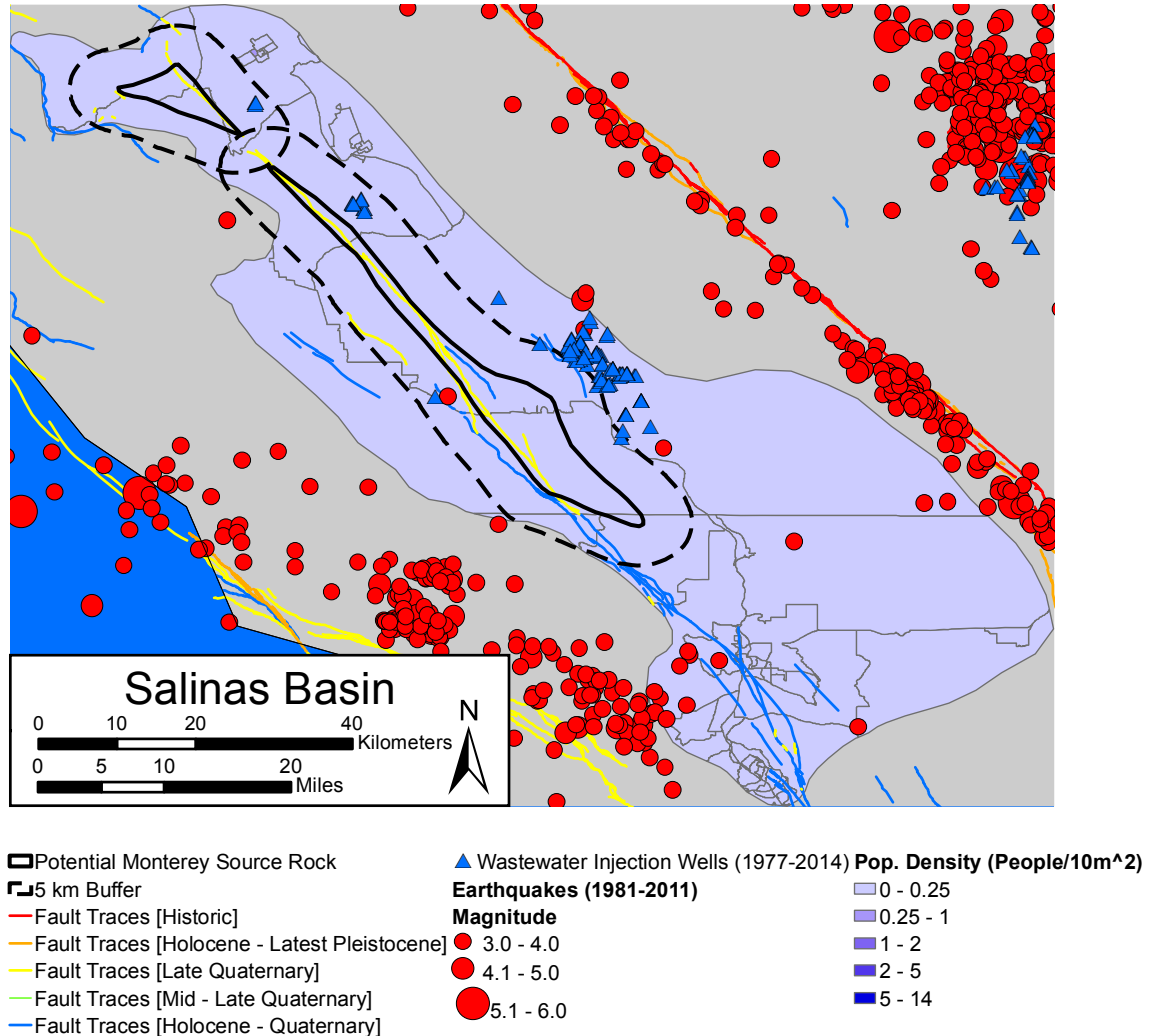 Salinas Basin
N
0 10 20 40
Kilometers
0 5 10 20
Miles
Potential Monterey Source Rock
5 km Buffer
Fault Traces [Historic]
Fault Traces [Holocene - Latest Pleistocene]
Fault Traces [Late Quaternary]
Fault Traces [Mid - Late Quaternary]
Fault Traces [Holocene - Quaternary]
Wastewater Injection Wells (1977-2014)
Earthquakes (1981-2011)
Magnitude
3.0 - 4.0
4.1 - 5.0
5.1 - 6.0
Pop. Density (People/10m^2)
0 - 0.25
0.25 - 1
1 - 2
2 - 5
5 - 14